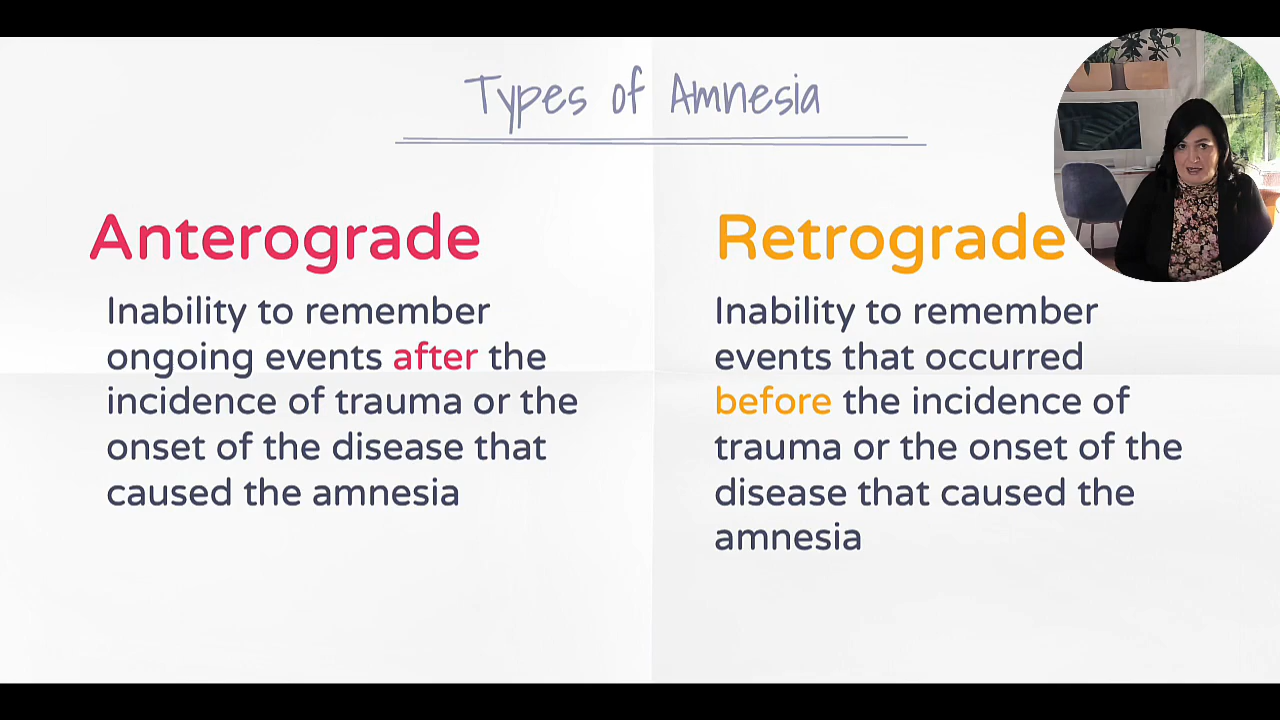 Types of Amnesia
Anterograde
Inability to remember
ongoing events after the
incidence of trauma or the
onset of the disease that
caused the amnesia
Retrograde
Inability to remember
events that occurred
before the incidence of
trauma or the onset of the
disease that caused the
amnesia